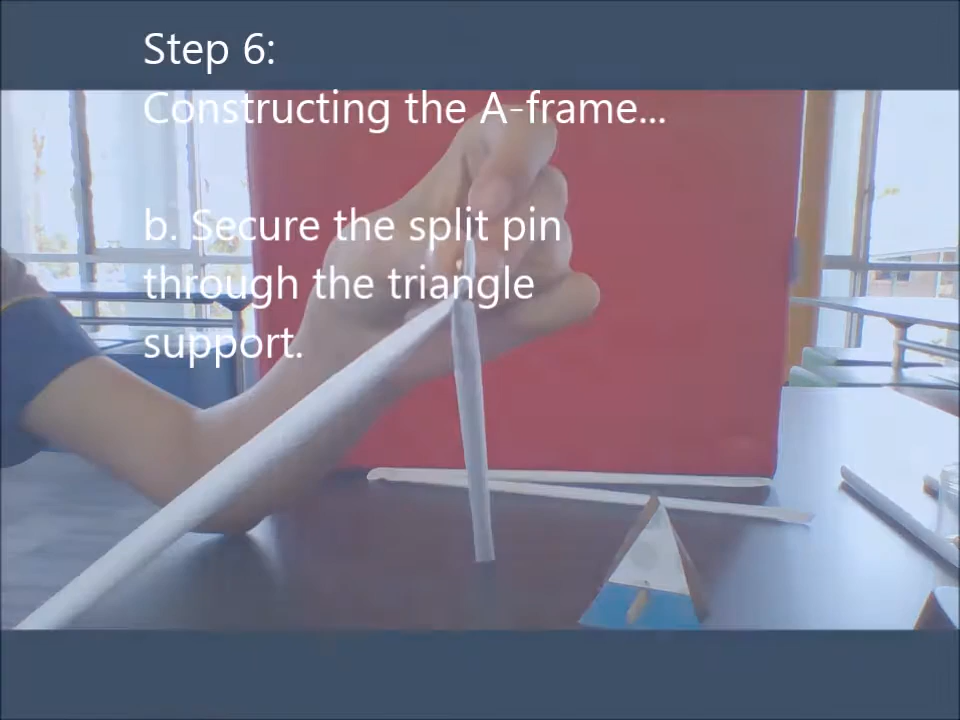 Step 6:
Constructing the A-frame...
b. Secure the split pin
through the triangle
support.